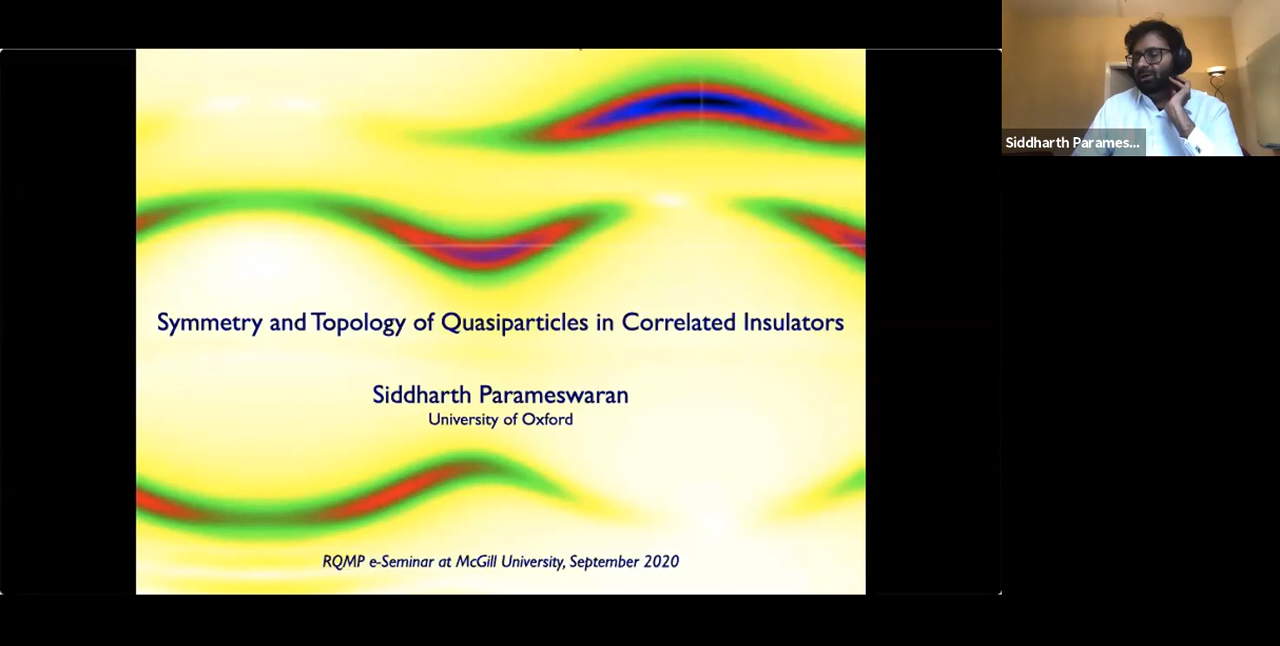 Siddharth Parames...
Symmetry and Topology of Quasiparticles in Correlated Insulators
Siddharth Parameswaran
University of Oxford
RQMP e-Seminar at McGill University, September 2020